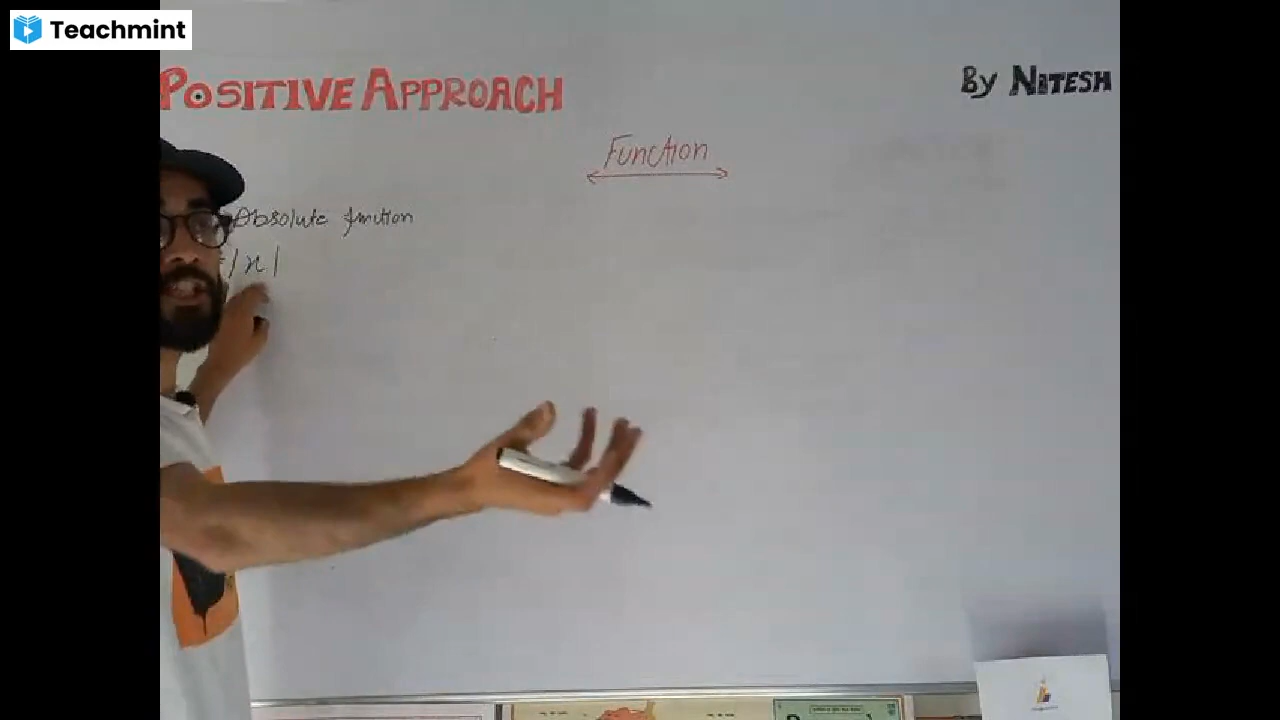 Teachmint
POSITIVE APPROACH
By NITESH
Function
Absolute function
=|x|